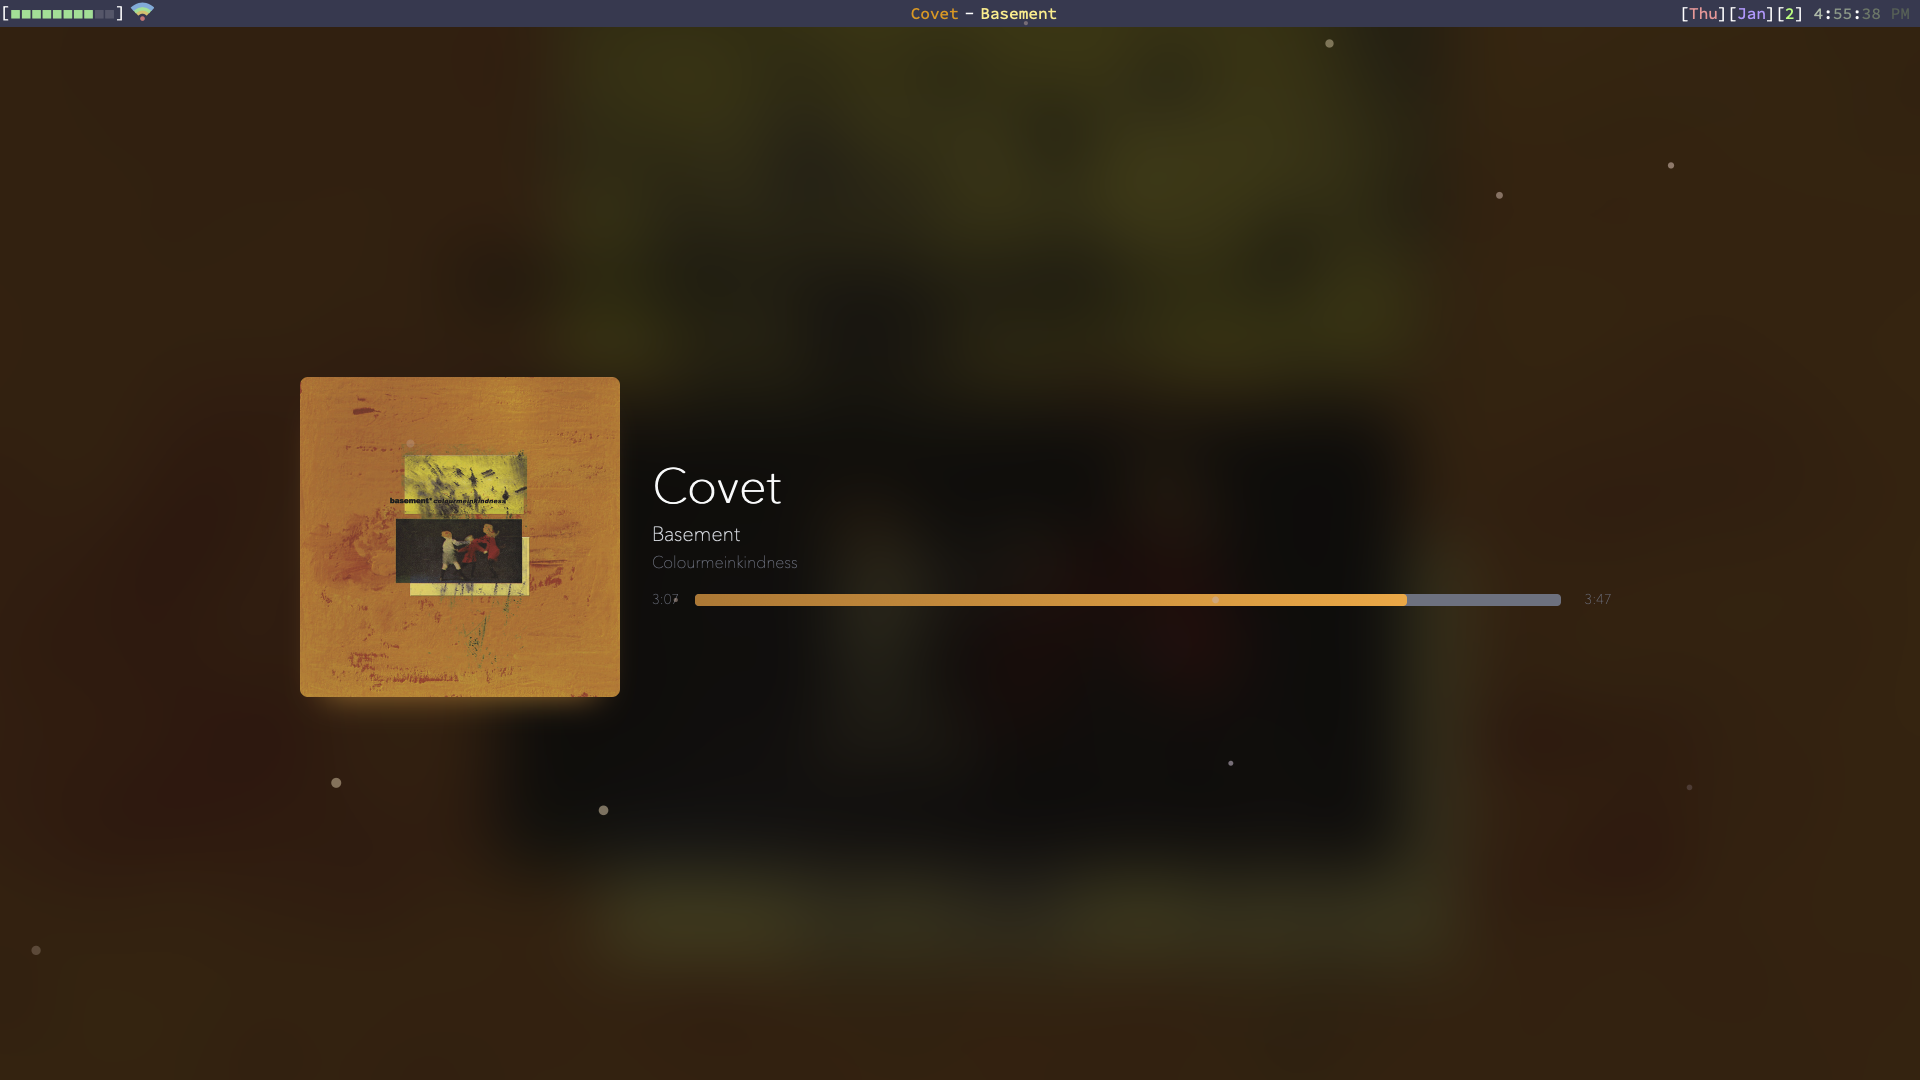 [■■■■■■■■■■]
Covet – Basement
[Thu][Jan][2] 4:55:38 PM
basement* colourmeinkindness
Covet
Basement
Colourmeinkindness
3:07
3:47